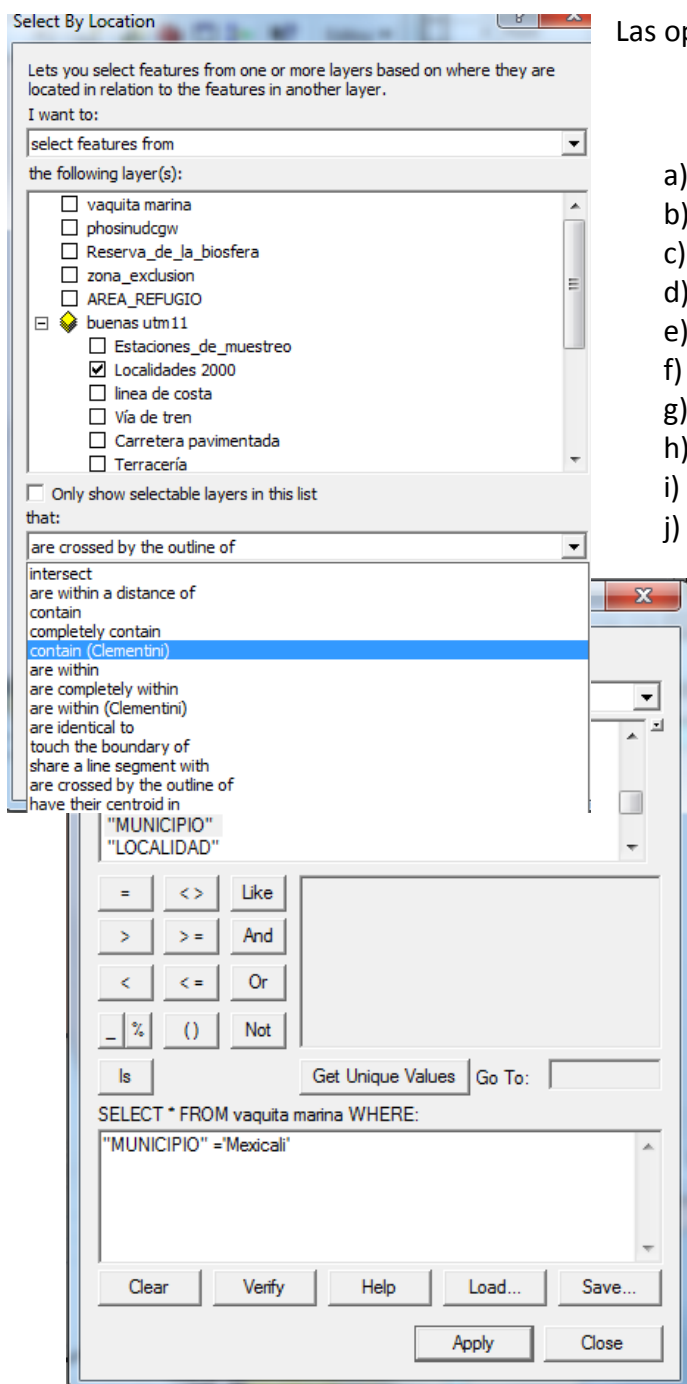 Select By Location
Las
Lets you select features from one or more layers based on where they are
located in relation to the features in another layer.
I want to:
select features from
the following layer(s):
vaquita marina
phosinudcgw
Reserva_de_la_biosfera
zona_exclusion
AREA_REFUGIO
buenas utm11
Estaciones_de_muestreo
Localidades 2000
linea de costa
Vía de tren
Carretera pavimentada
Terracería
Only show selectable layers in this list
that:
are crossed by the outline of
intersect
are within a distance of
contain
completely contain
contain (Clementini)
are within
are completely within
are within (Clementini)
are identical to
touch the boundary of
share a line segment with
are crossed by the outline of
have their centroid in
a)
b)
c)
d)
e)
f)
g)
h)
i)
j)
"MUNICIPIO"
"LOCALIDAD"
= < > Like
> > = And
< < = Or
_ % ( ) Not
Is Get Unique Values Go To:
SELECT * FROM vaquita marina WHERE:
"MUNICIPIO" ='Mexicali'
Clear Verify Help Load... Save...
Apply Close